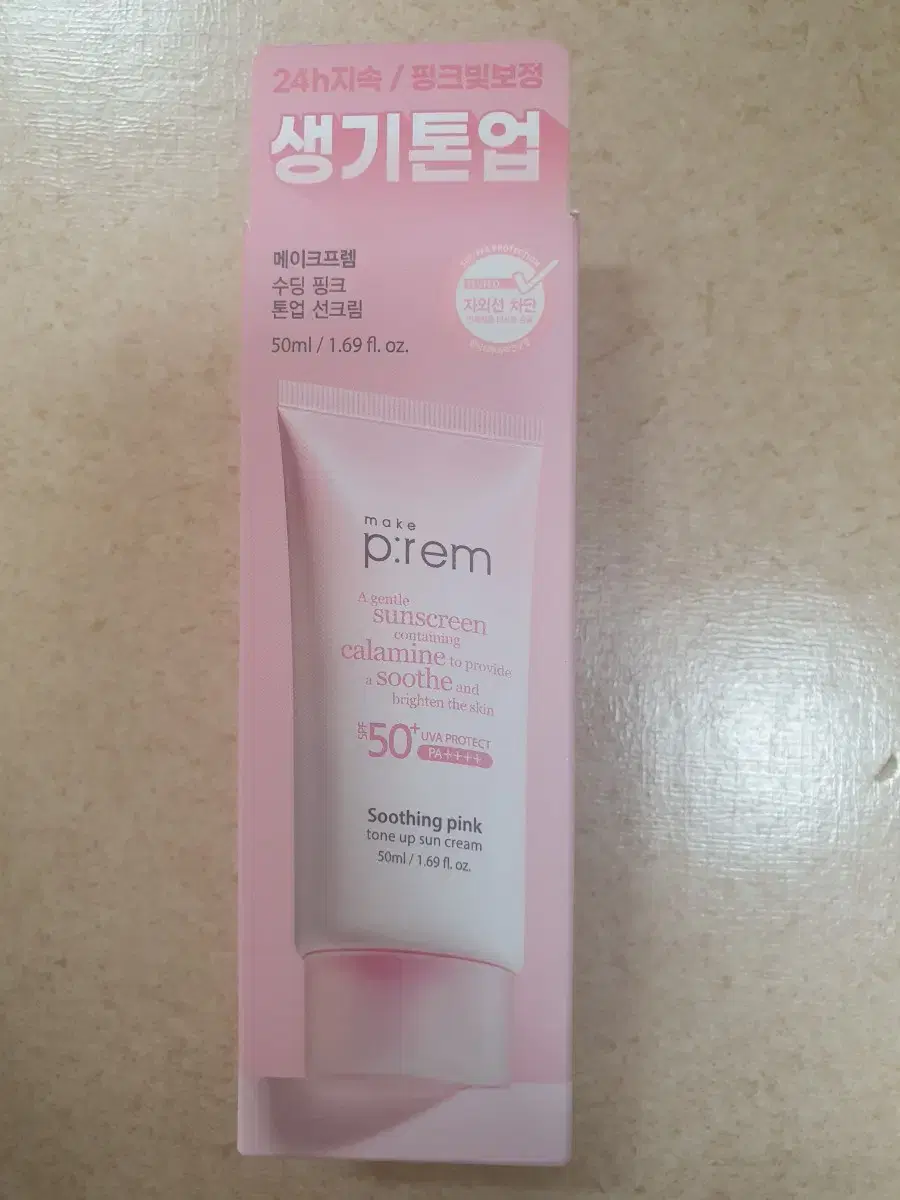 24h지속 / 핑크빛보정
생기톤업
메이크프렘
수딩 핑크
톤업 선크림
50ml / 1.69 fl. oz.
자외선 차단
make
p:rem
A gentle
sunscreen
containing
calamine to provide
a soothe and
brighten the skin
SPF 50+ UVA PROTECT
PA++++
Soothing pink
tone up sun cream
50ml / 1.69 fl. oz.